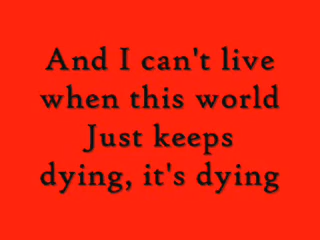 And I can't live
when this world
Just keeps
dying, it's dying